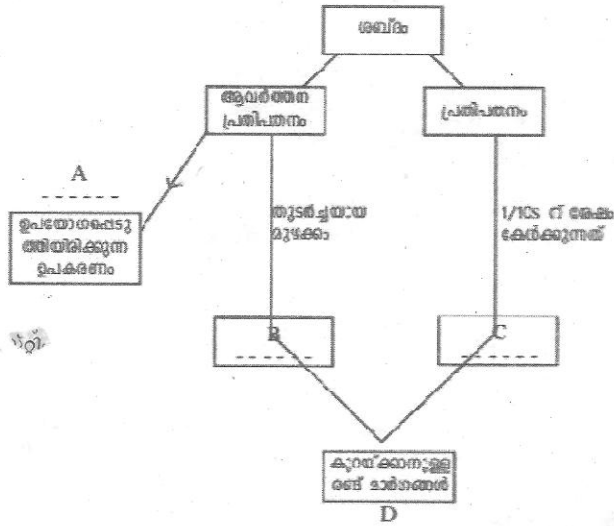 ശബ്ദം
ആവർത്തന
പ്രതിപതനം
പ്രതിപതനം
A
ഉപയോഗപ്പെടു
ത്തിയിരിക്കുന്ന
ഉപകരണം
തുടർച്ചയായ
മുഴക്കം
1/10s ന് ശേഷം
കേൾക്കുന്നത്
B
C
കുറയ്ക്കാനുള്ള
രണ്ട് മാർഗങ്ങൾ
D